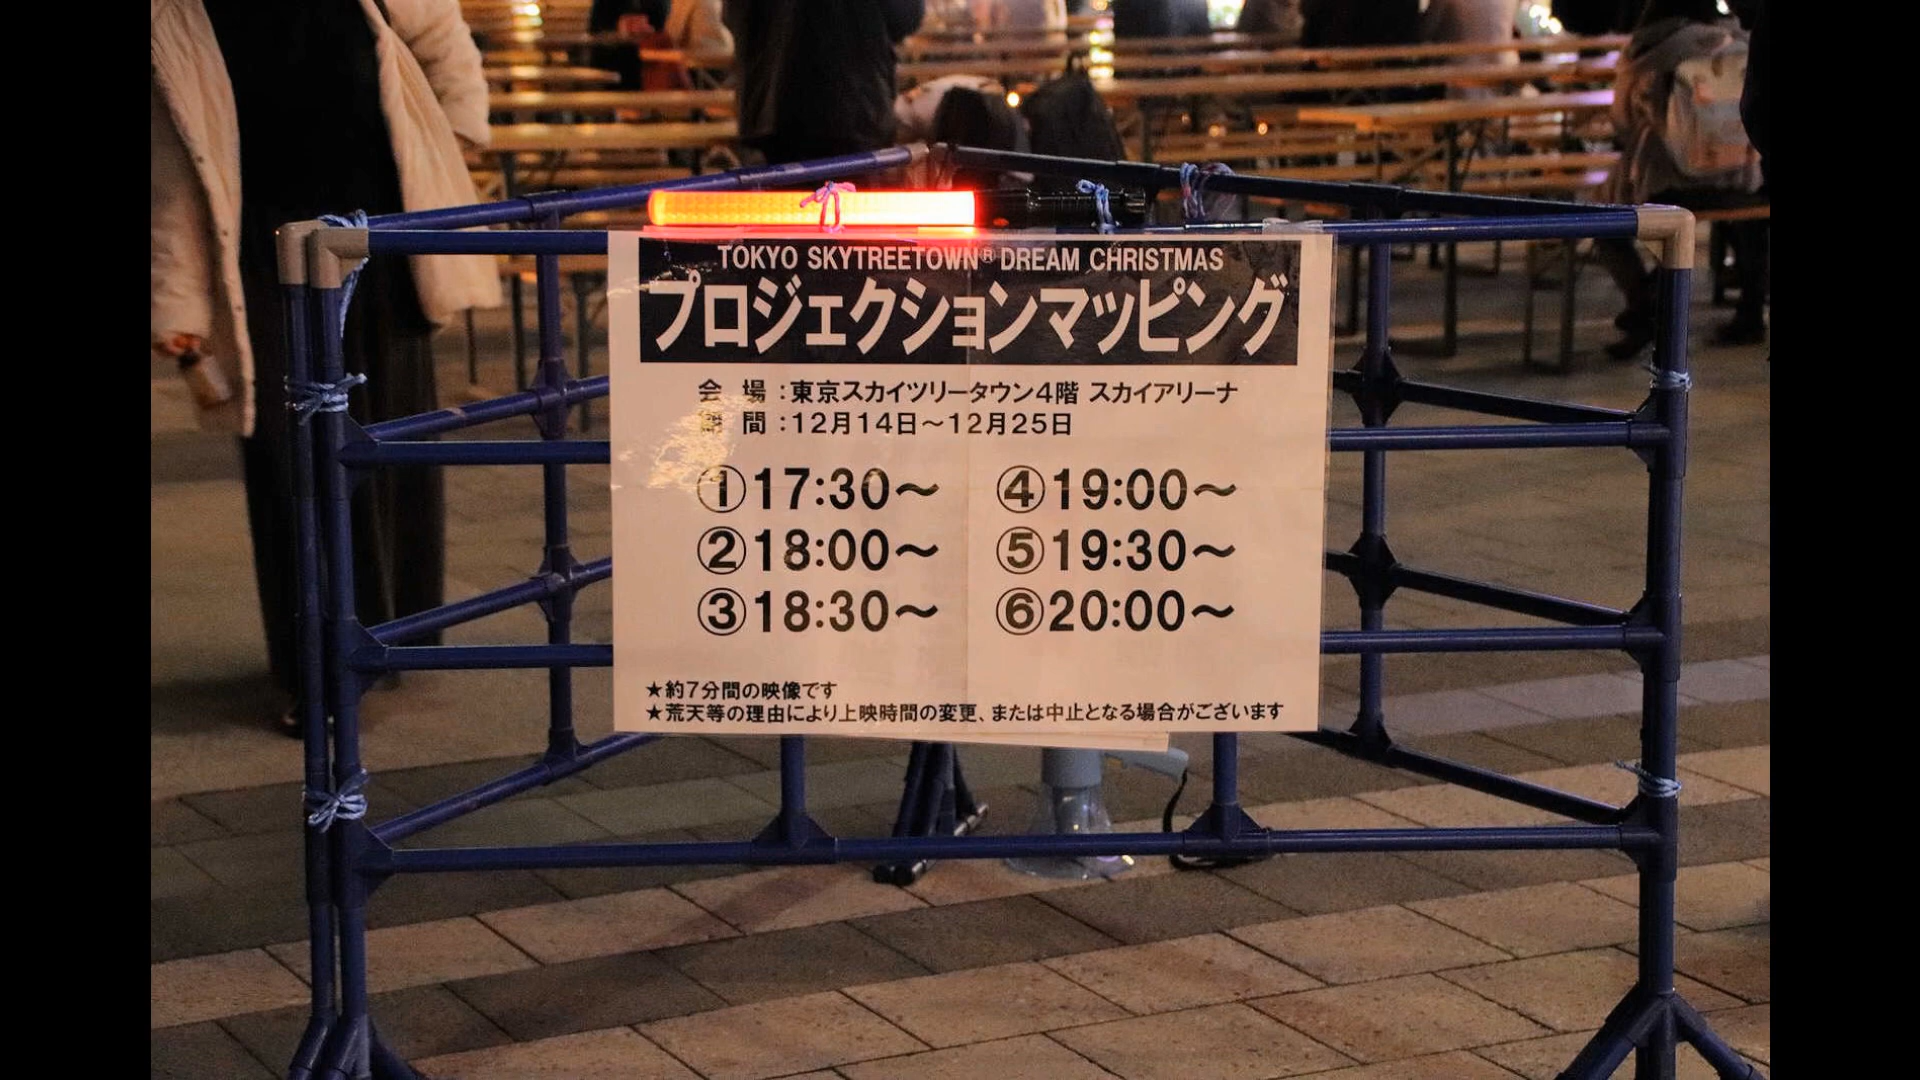 TOKYO SKYTREETOWN® DREAM CHRISTMAS
プロジェクションマッピング
会 場:東京スカイツリータウン4階 スカイアリーナ
期 間:12月14日~12月25日
①17:30~ ④19:00~
②18:00~ ⑤19:30~
③18:30~ ⑥20:00~
★約7分間の映像です
★荒天等の理由により上映時間の変更、または中止となる場合がございます